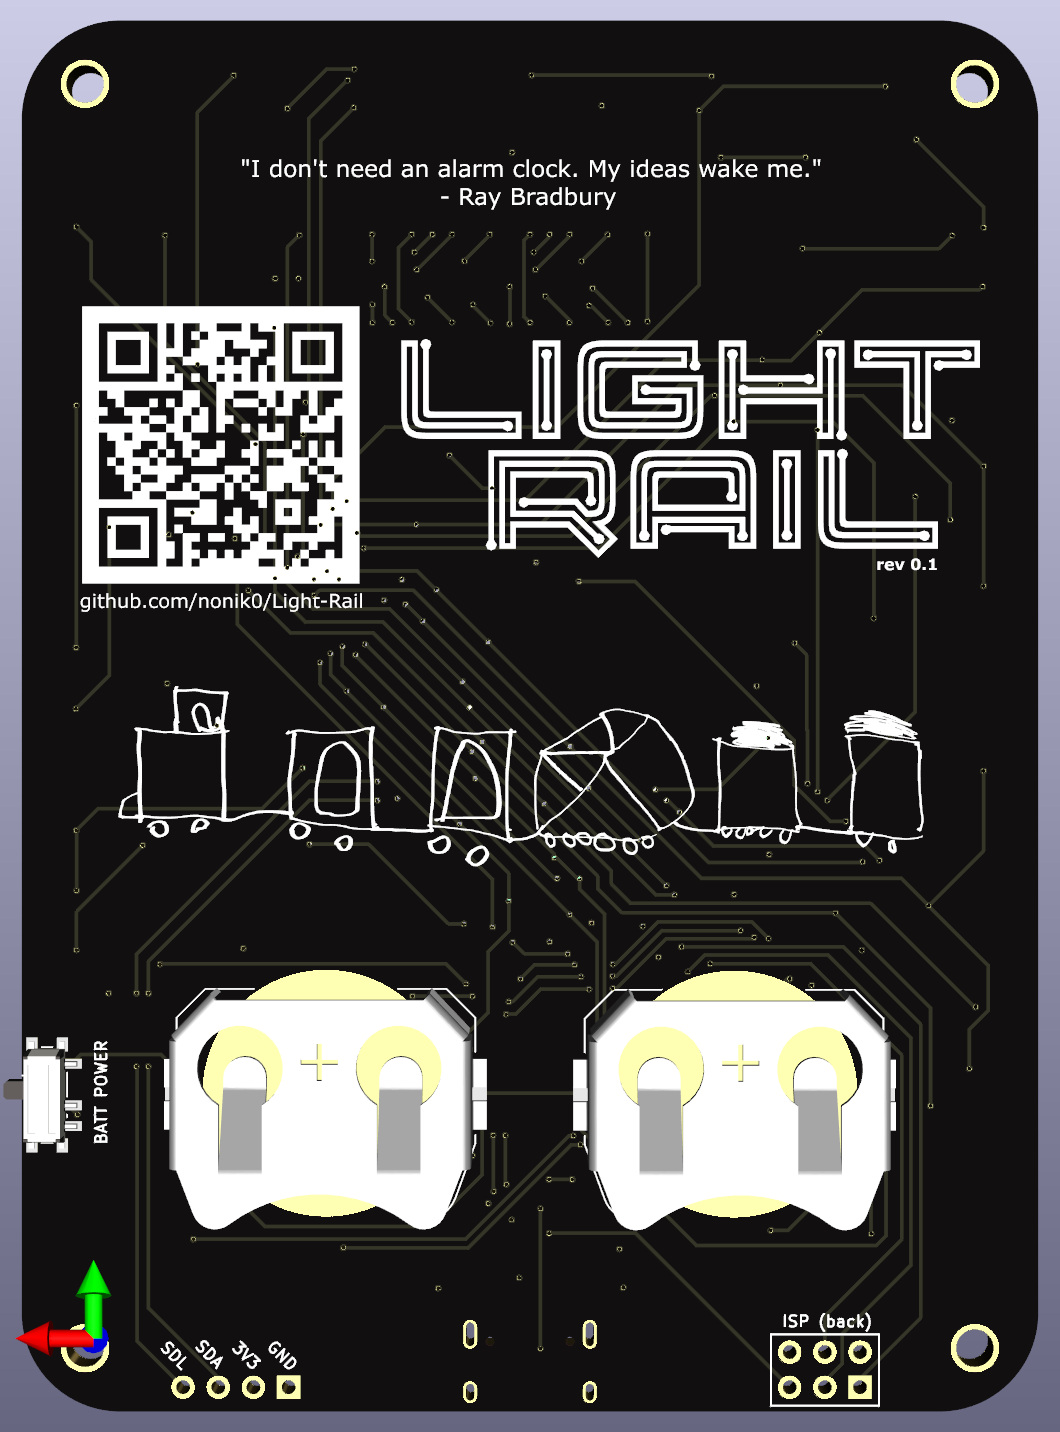 "I don't need an alarm clock. My ideas wake me."
- Ray Bradbury
LIGHT
RAIL
rev 0.1
github.com/nonik0/Light-Rail
BATT POWER
SDL SDA 3V3 GND
ISP (back)